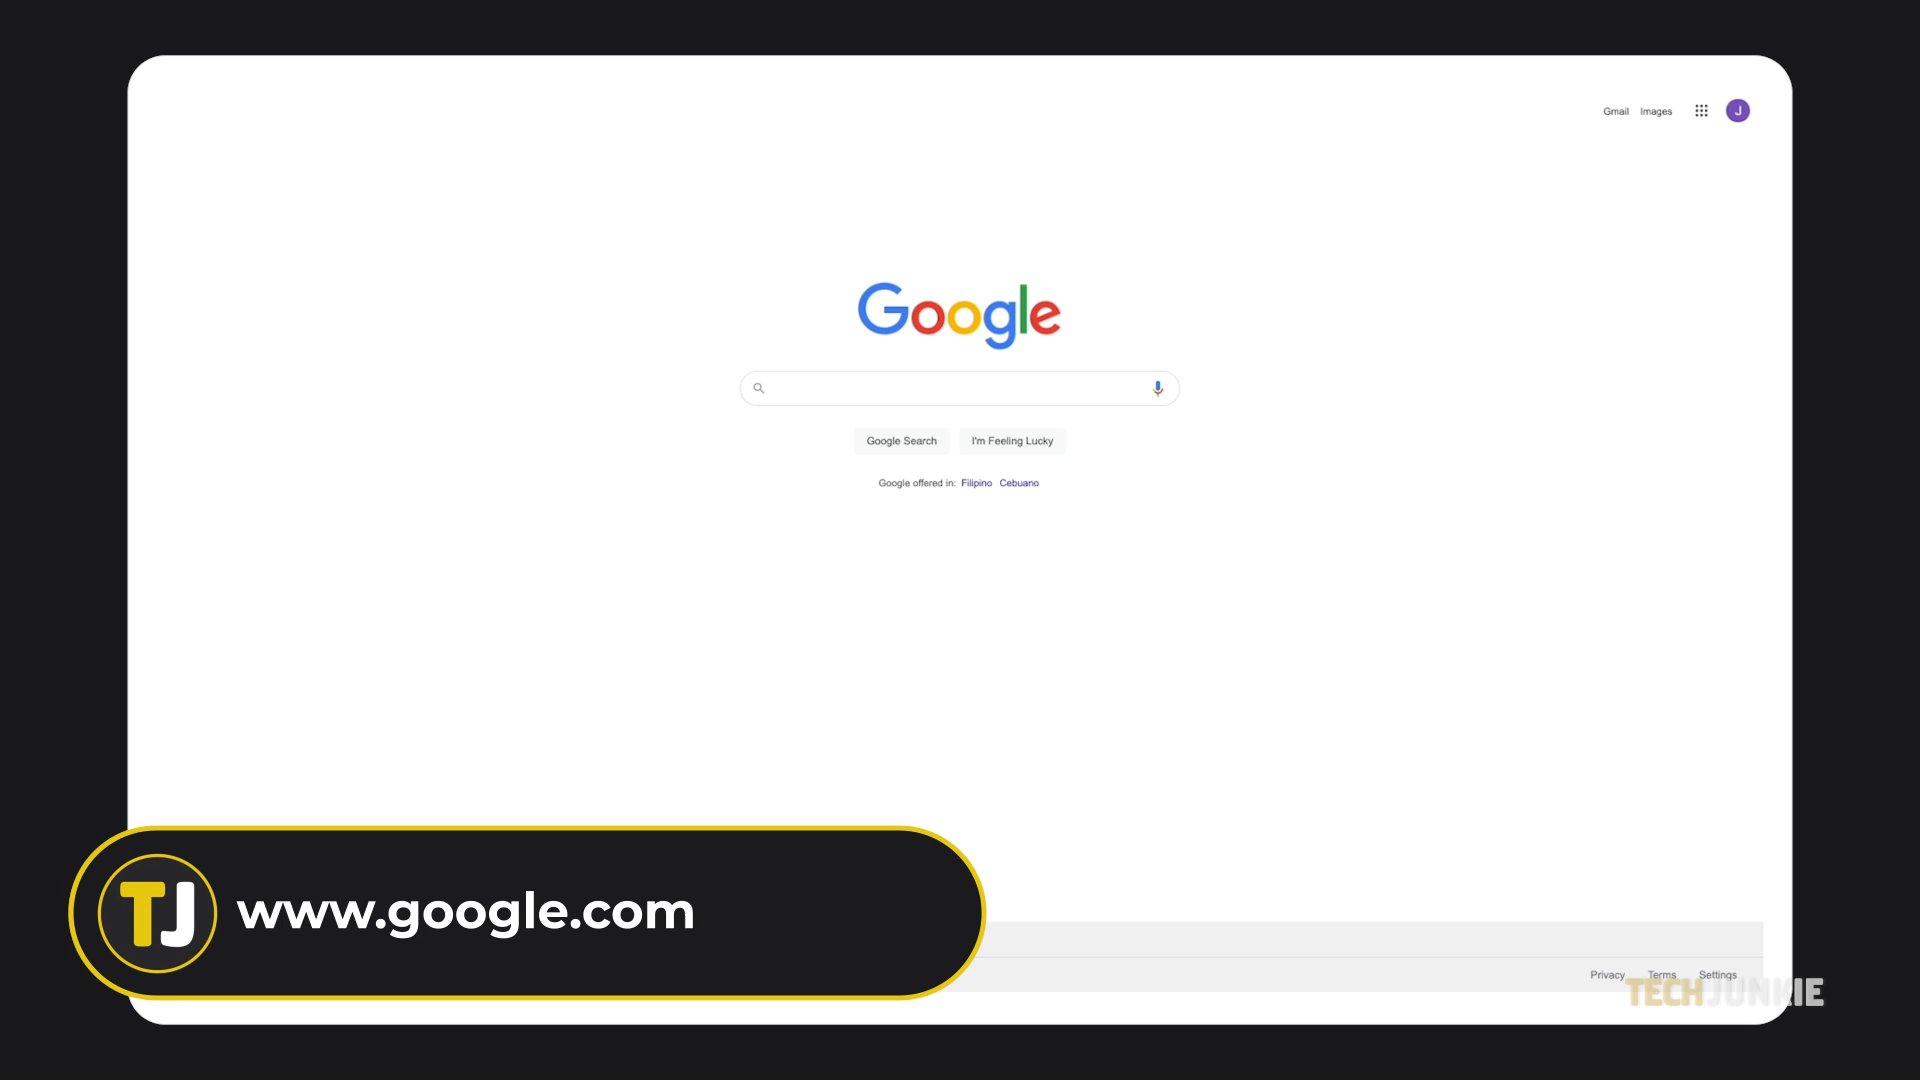 Gmail Images J
Google
Google Search I'm Feeling Lucky
Google offered in: Filipino Cebuano
TJ www.google.com
Privacy Terms Settings
TECHJUNKIE